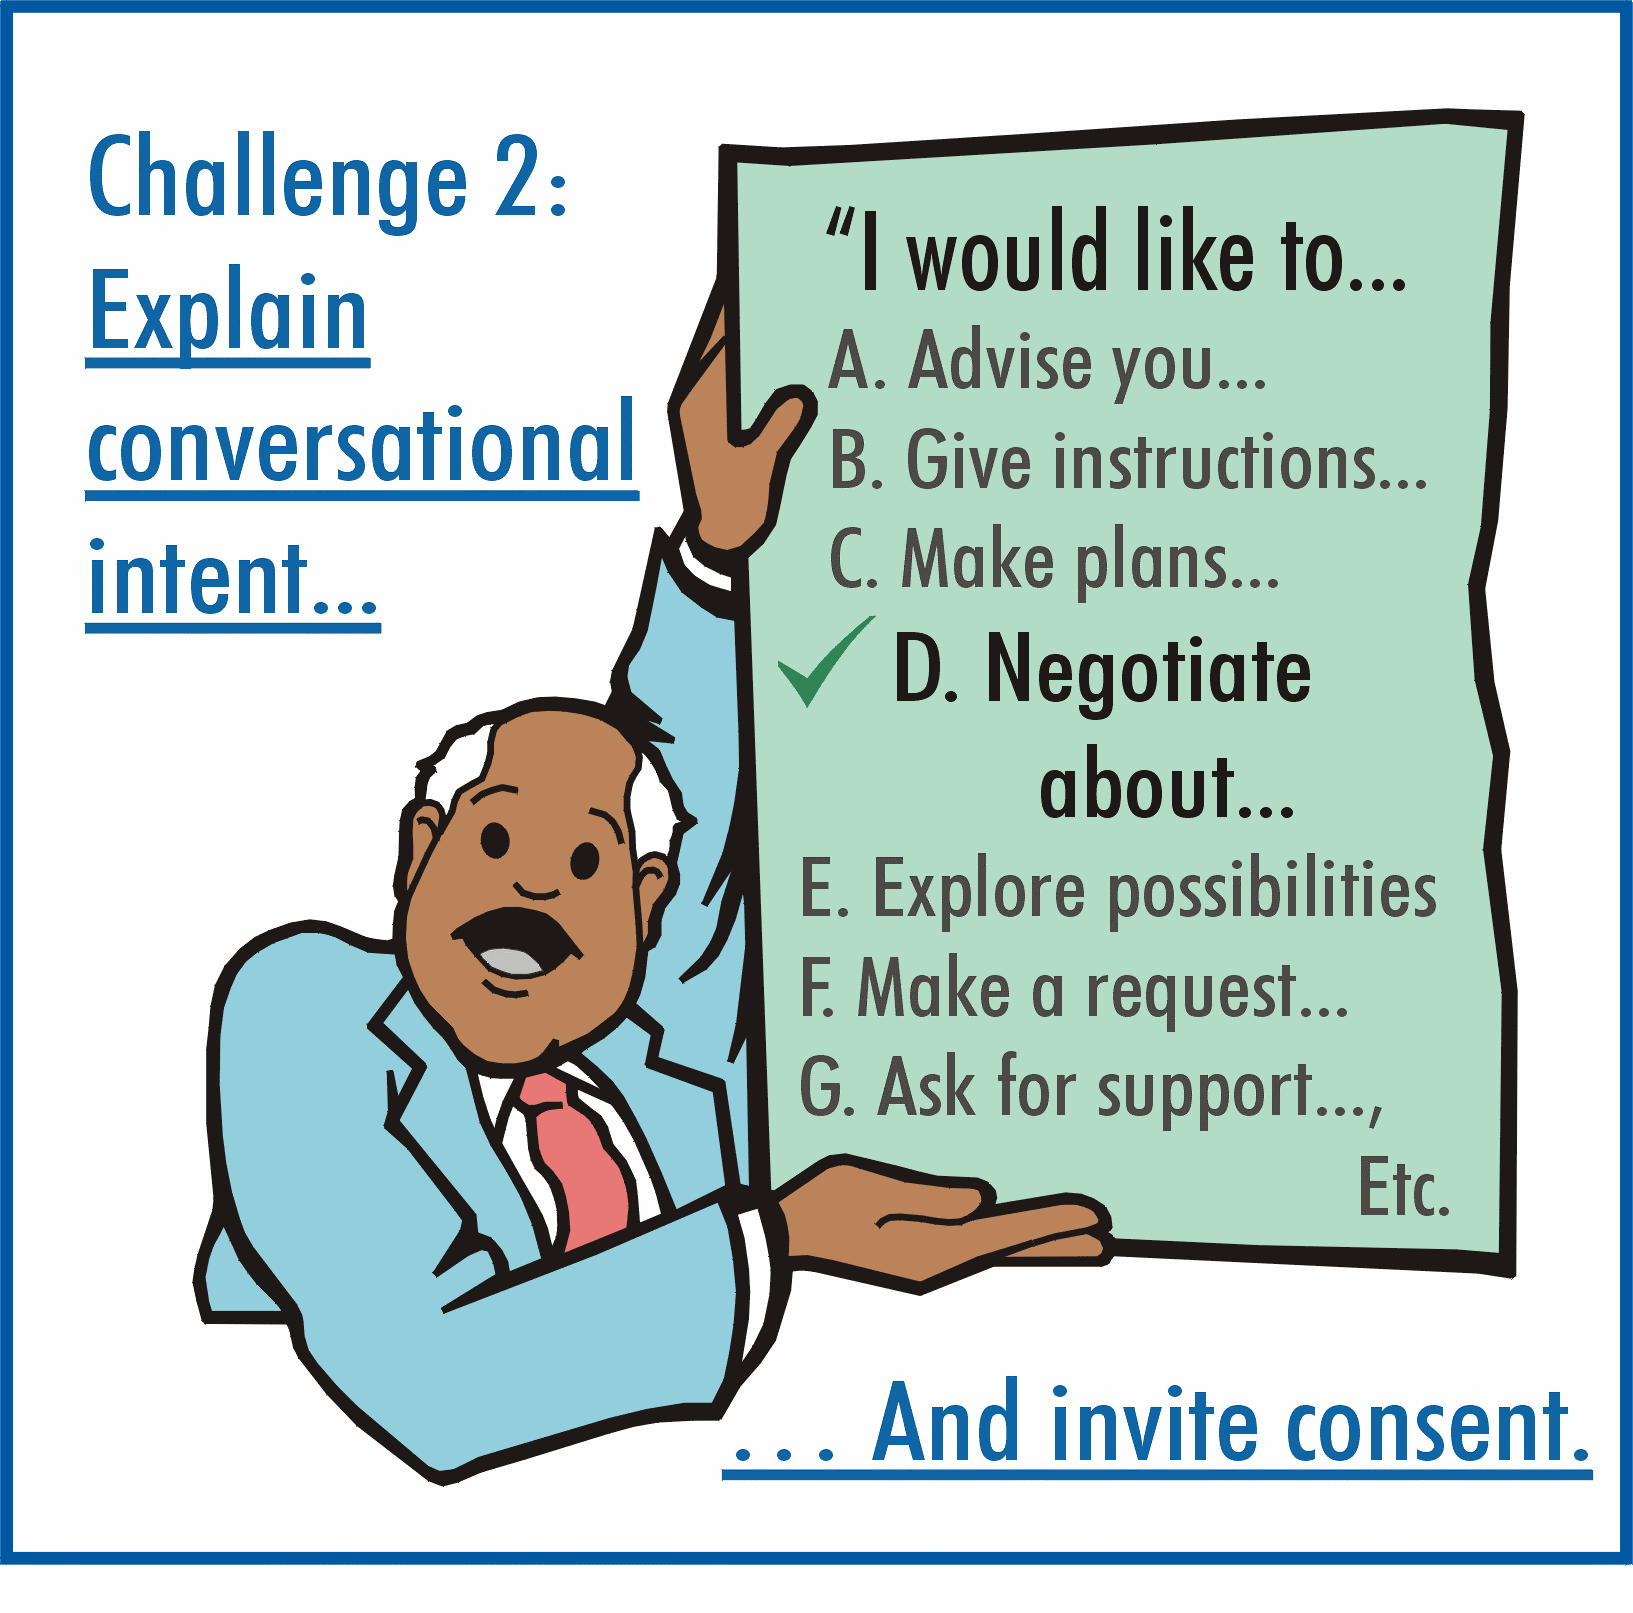 Challenge 2:
Explain
conversational
intent...
“I would like to...
A. Advise you...
B. Give instructions...
C. Make plans...
✓ D. Negotiate
about...
E. Explore possibilities
F. Make a request...
G. Ask for support...,
Etc.
. . . And invite consent.